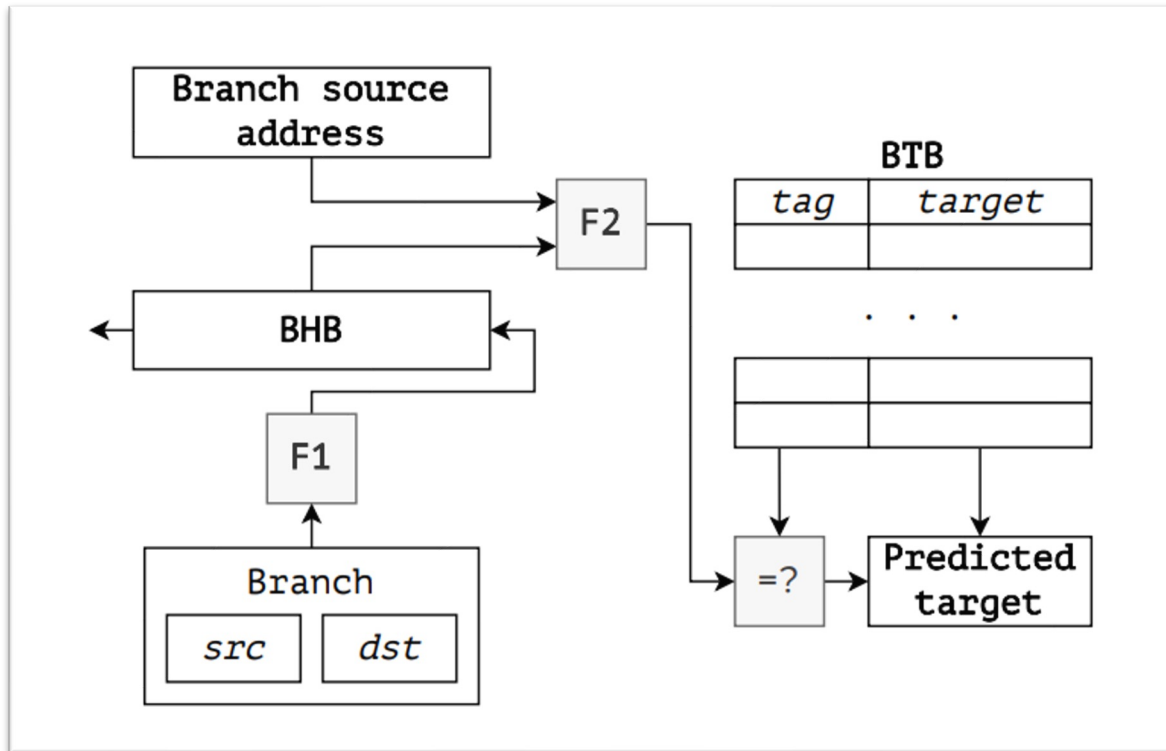 Branch source
address
BTB
tag target
F2
. . .
BHB
F1
=?
Predicted
target
Branch
src dst